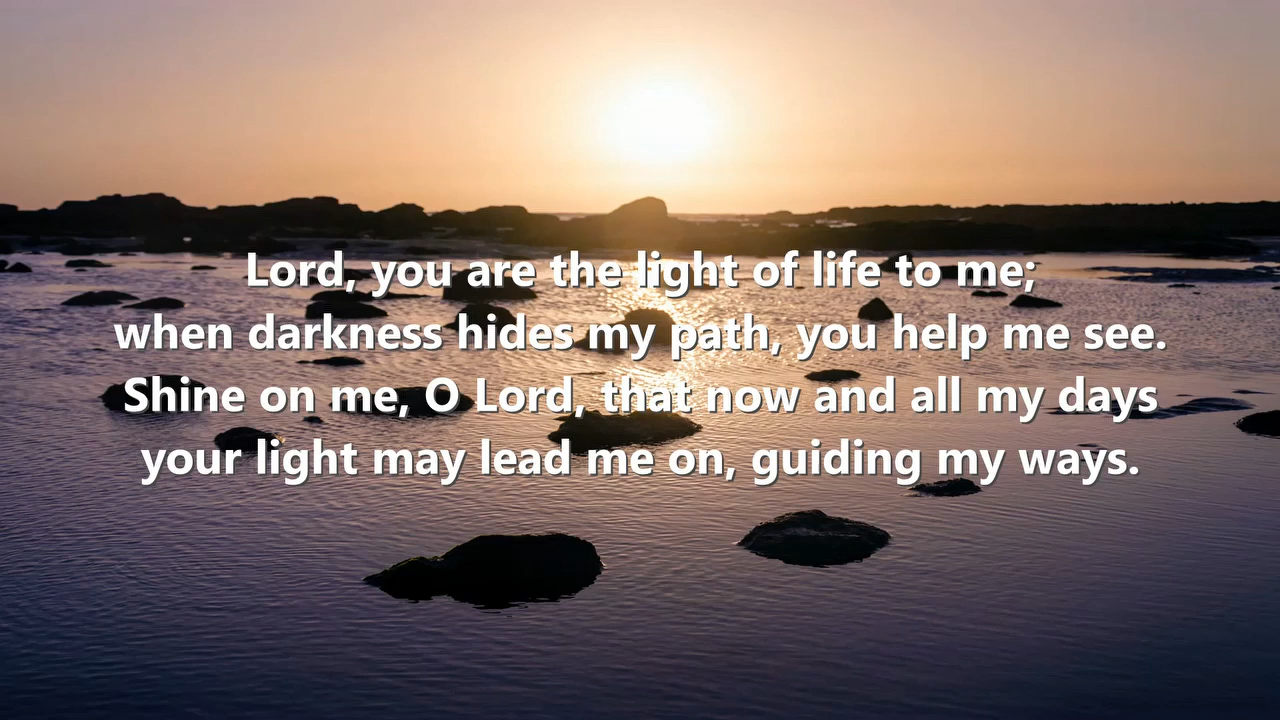 Lord, you are the light of life to me;
when darkness hides my path, you help me see.
Shine on me, O Lord, that now and all my days
your light may lead me on, guiding my ways.